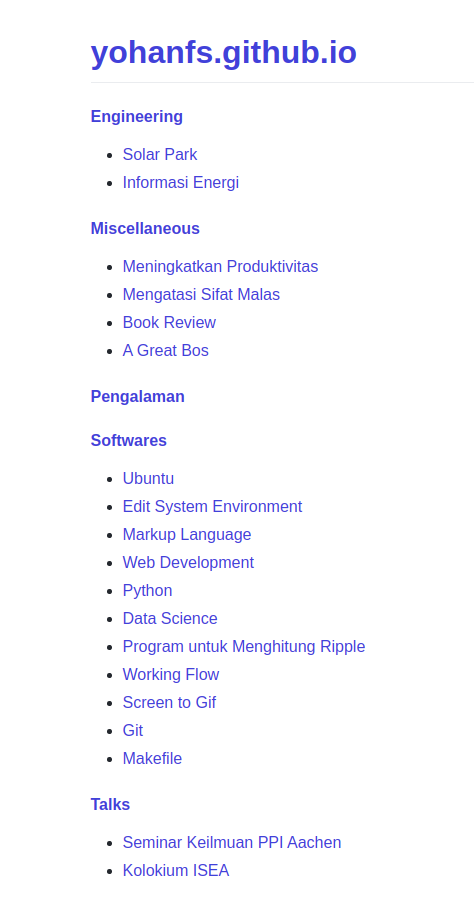 yohanfs.github.io
Engineering
Solar Park
Informasi Energi
Miscellaneous
Meningkatkan Produktivitas
Mengatasi Sifat Malas
Book Review
A Great Bos
Pengalaman
Softwares
Ubuntu
Edit System Environment
Markup Language
Web Development
Python
Data Science
Program untuk Menghitung Ripple
Working Flow
Screen to Gif
Git
Makefile
Talks
Seminar Keilmuan PPI Aachen
Kolokium ISEA